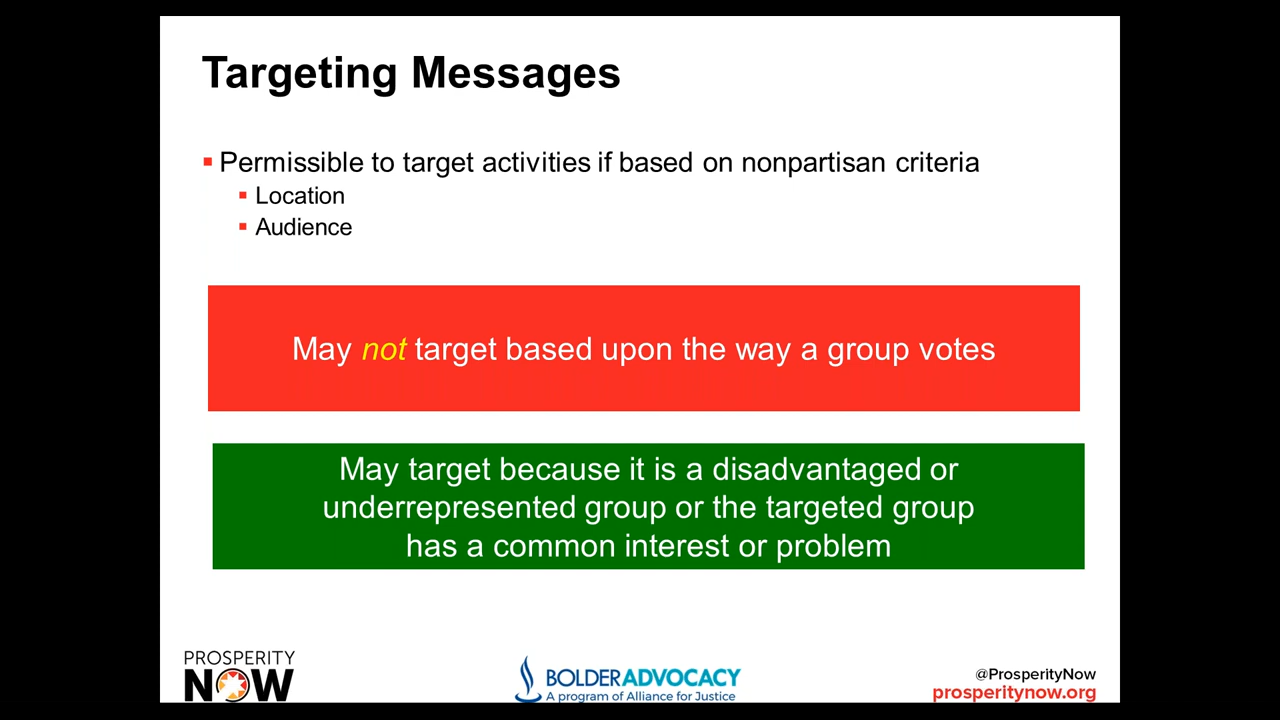 Targeting Messages
Permissible to target activities if based on nonpartisan criteria
Location
Audience
May not target based upon the way a group votes
May target because it is a disadvantaged or
underrepresented group or the targeted group
has a common interest or problem
PROSPERITY
NOW
BOLDERADVOCACY
A program of Alliance for Justice
@ProsperityNow
prosperitynow.org